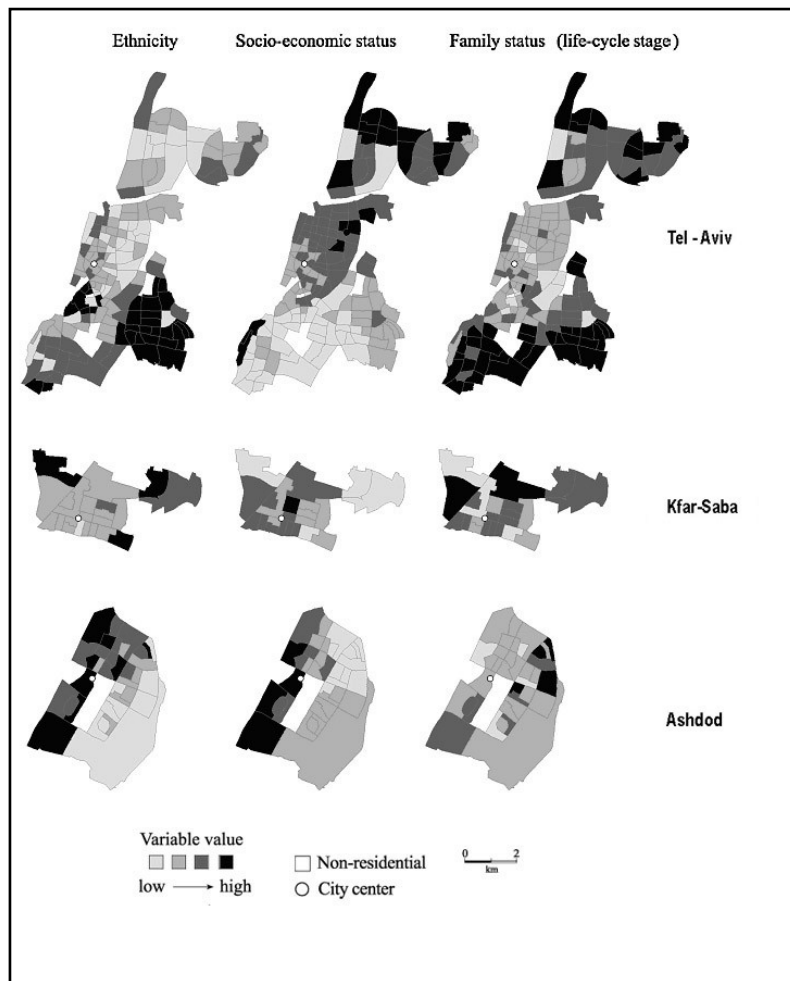 Ethnicity
Socio-economic status
Family status (life-cycle stage)
Tel - Aviv
Kfar-Saba
Ashdod
Variable value
low → high
Non-residential
City center
0 2
km